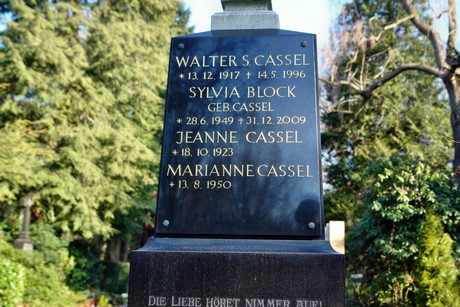 WALTER S CASSEL
* 13. 12. 1917 + 14. 5. 1996
SYLVIA BLOCK
GEB. CASSEL
* 28. 6. 1949 + 31. 12. 2009
JEANNE CASSEL
* 18. 10. 1923
MARIANNE CASSEL
* 13. 8. 1950
DIE LIEBE HÖRET NIMMER AUF!